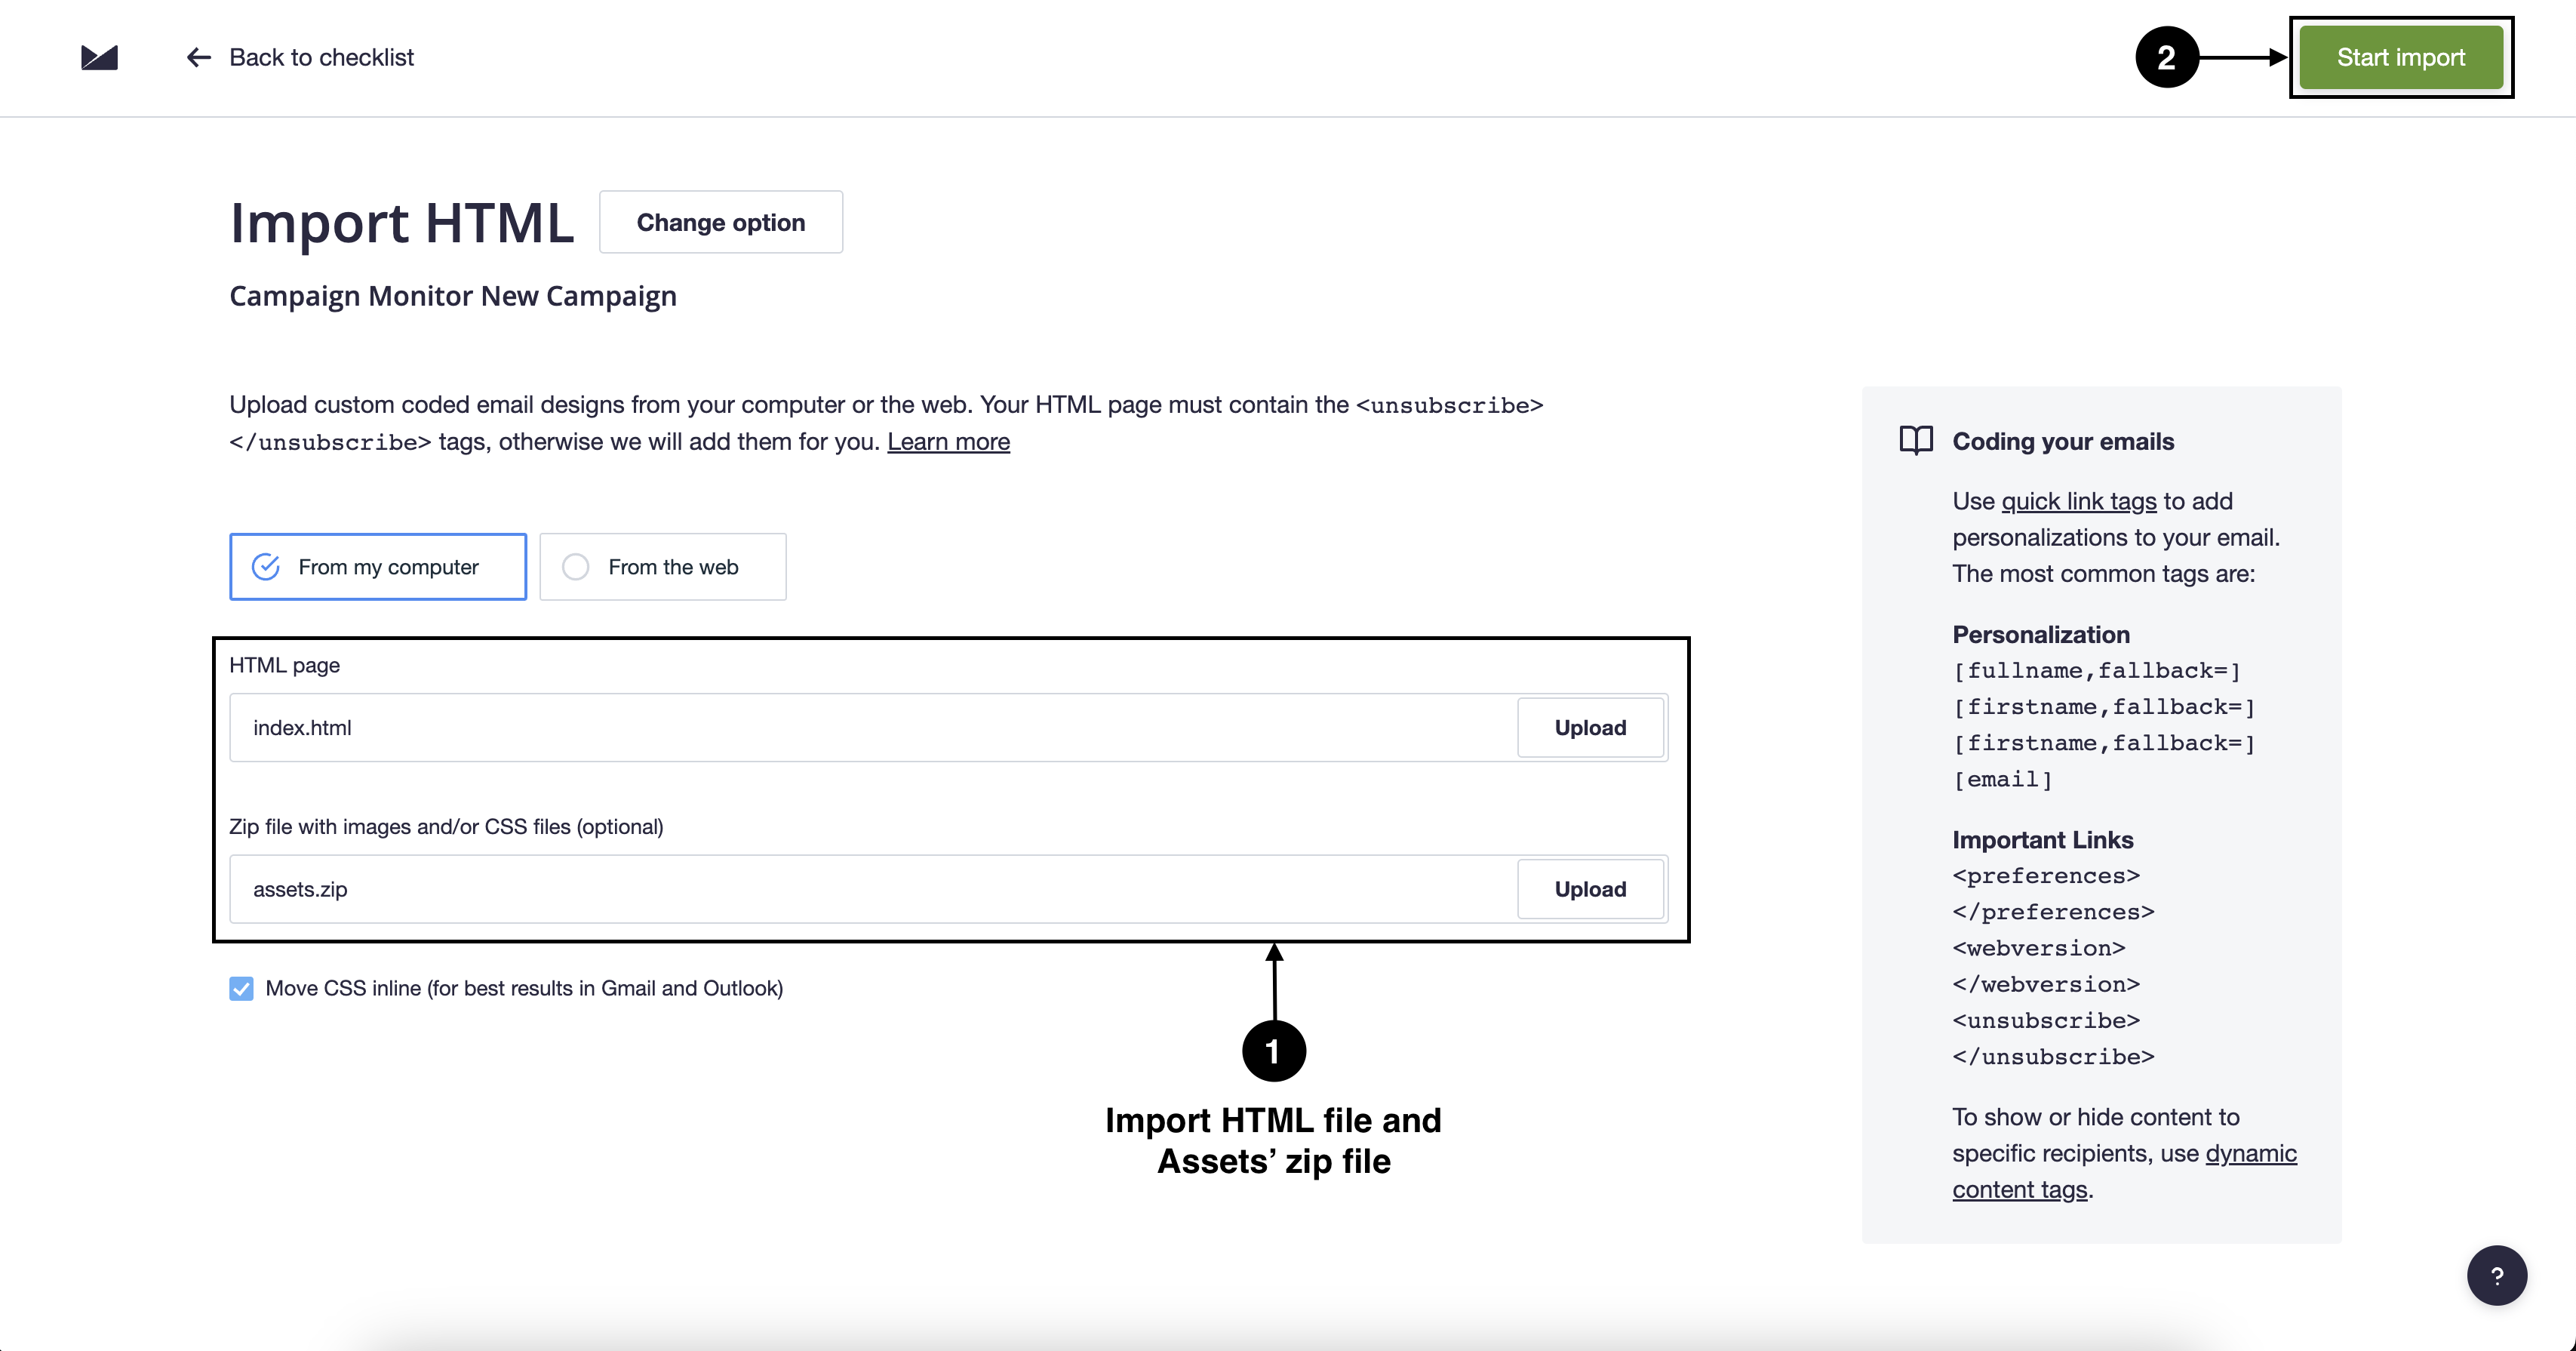 Back to checklist
2
Start import
Import HTML
Change option
Campaign Monitor New Campaign
Upload custom coded email designs from your computer or the web. Your HTML page must contain the <unsubscribe>
</unsubscribe> tags, otherwise we will add them for you. Learn more
From my computer
From the web
HTML page
index.html
Upload
Zip file with images and/or CSS files (optional)
assets.zip
Upload
Move CSS inline (for best results in Gmail and Outlook)
1
Import HTML file and
Assets’ zip file
Coding your emails
Use quick link tags to add
personalizations to your email.
The most common tags are:
Personalization
[fullname,fallback=]
[firstname,fallback=]
[firstname,fallback=]
[email]
Important Links
<preferences>
</preferences>
<webversion>
</webversion>
<unsubscribe>
</unsubscribe>
To show or hide content to
specific recipients, use dynamic
content tags.
?